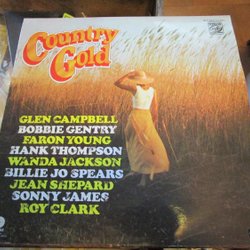 Country
Gold
GLEN CAMPBELL
BOBBIE GENTRY
FARON YOUNG
HANK THOMPSON
WANDA JACKSON
BILLIE JO SPEARS
JEAN SHEPARD
SONNY JAMES
ROY CLARK